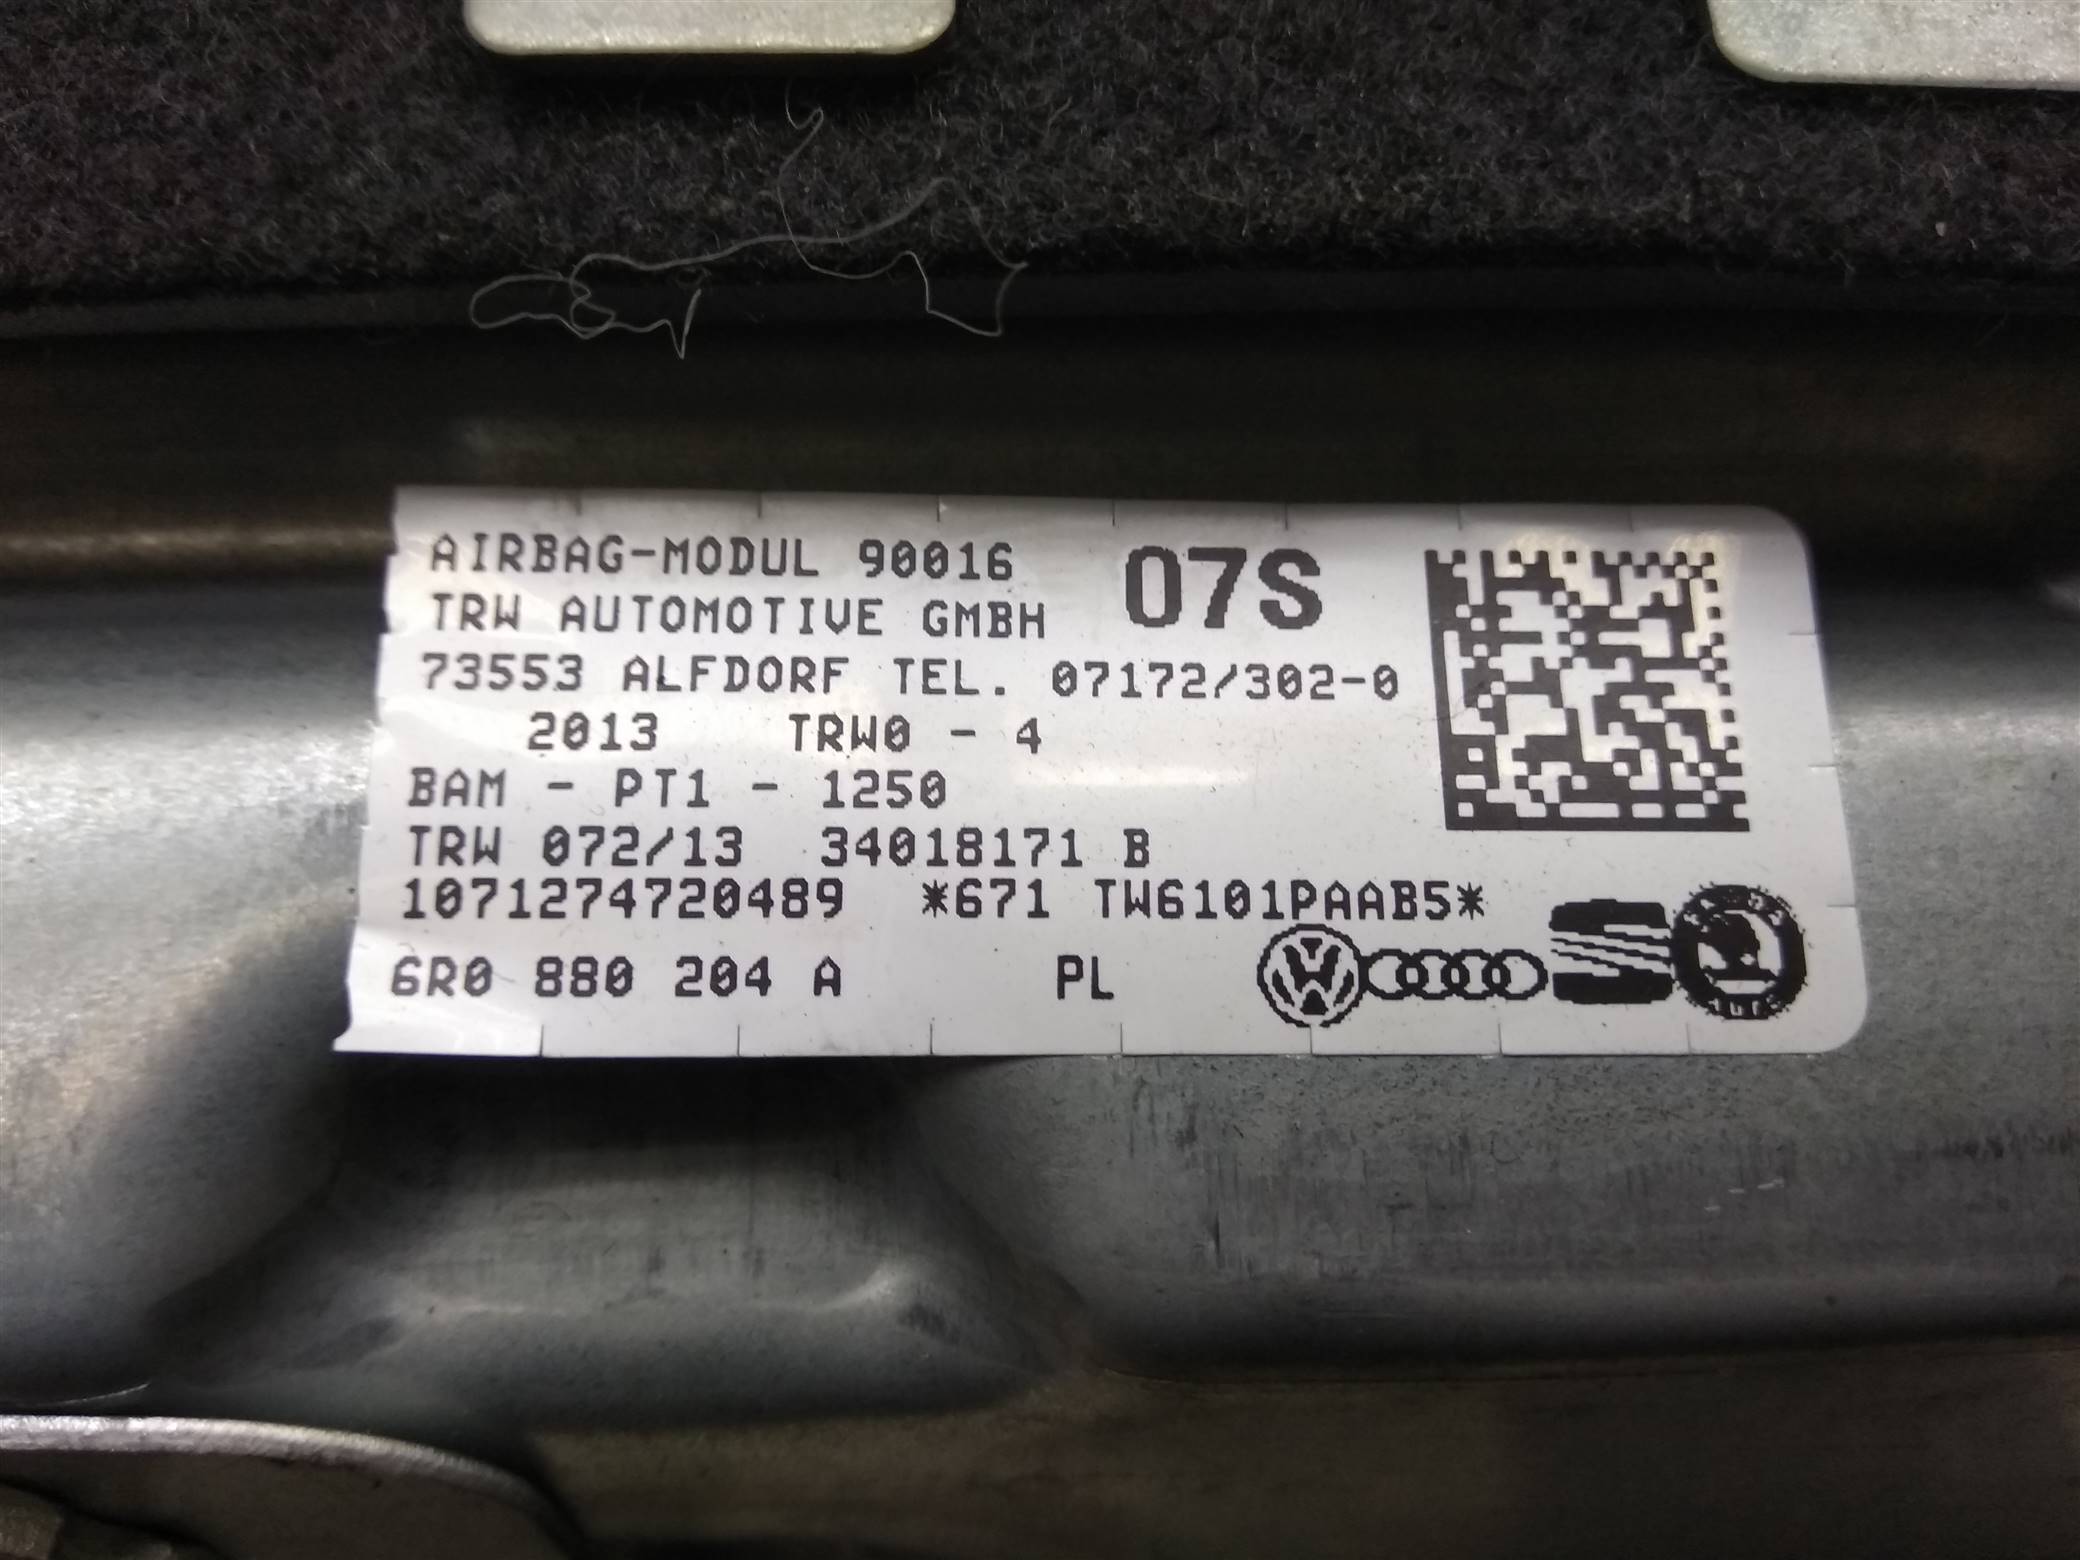 AIRBAG-MODUL 90016 07S
TRW AUTOMOTIVE GMBH
73553 ALFDORF TEL. 07172/302-0
2013 TRW0 - 4
BAM - PT1 - 1250
TRW 072/13 34018171 B
1071274720489 *671 TW6101PAAB5*
6R0 880 204 A PL